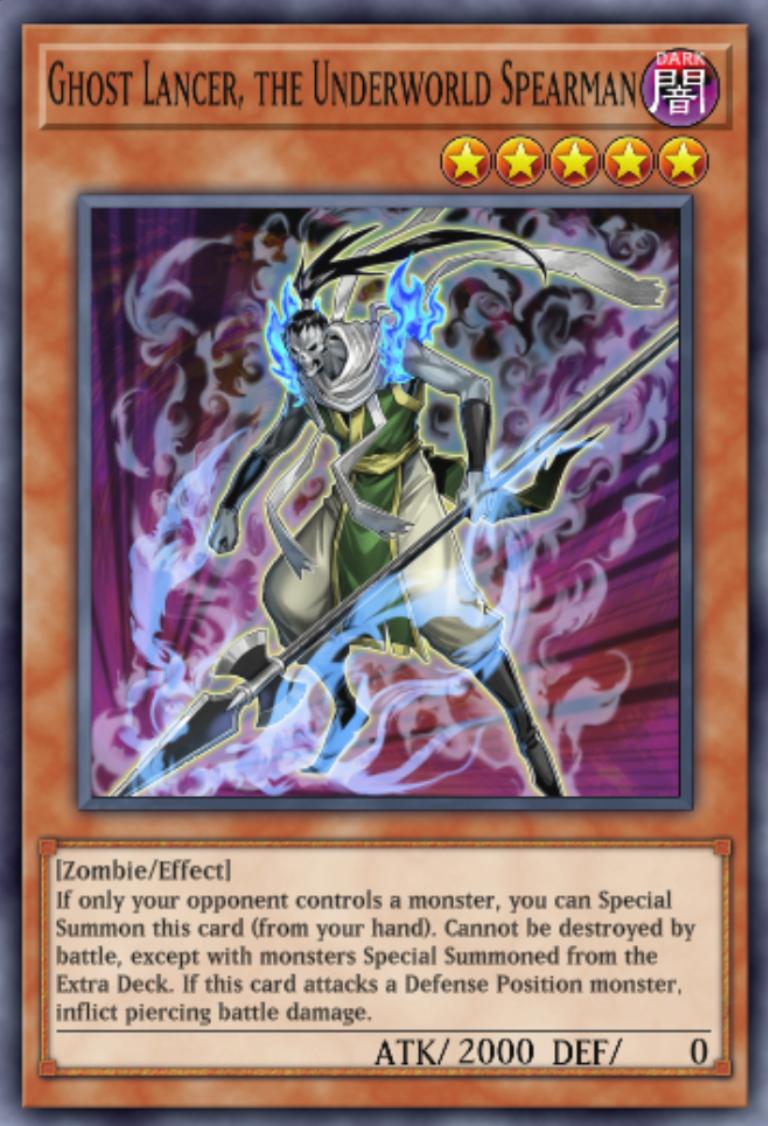 GHOST LANCER, THE UNDERWORLD SPEARMAN
DARK
闇
[Zombie/Effect]
If only your opponent controls a monster, you can Special
Summon this card (from your hand). Cannot be destroyed by
battle, except with monsters Special Summoned from the
Extra Deck. If this card attacks a Defense Position monster,
inflict piercing battle damage.
ATK/ 2000 DEF/ 0